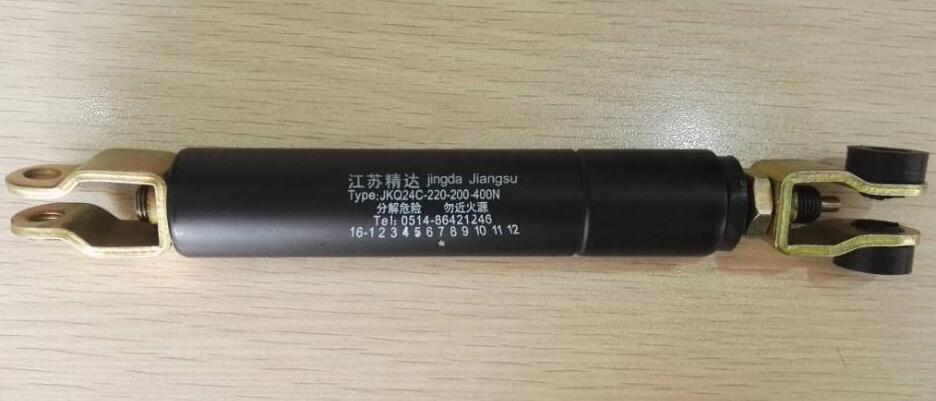 江苏精达 jingda Jiangsu
Type:JKQ24C-220-200-400N
分解危险 勿近火源
Tel: 0514-86421246
16-1 2 3 4 5 6 7 8 9 10 11 12
*